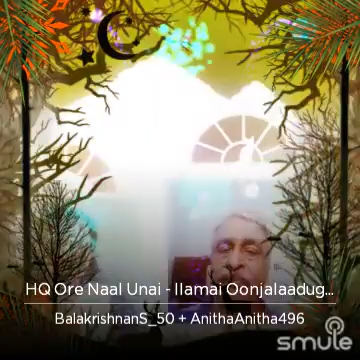 HQ Ore Naal Unai - Ilamai Oonjalaadug...
BalakrishnanS_50 + AnithaAnitha496
smule